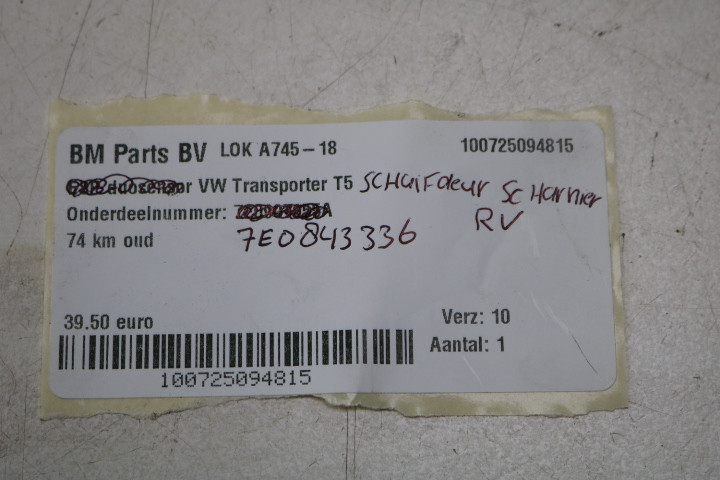 BM Parts BV LOK A745-18 100725094815
VW Transporter T5 SCHuiFdeur SCHarnier
Onderdeelnummer: RV
74 km oud 7E0843336
39.50 euro Verz: 10
Aantal: 1
100725094815